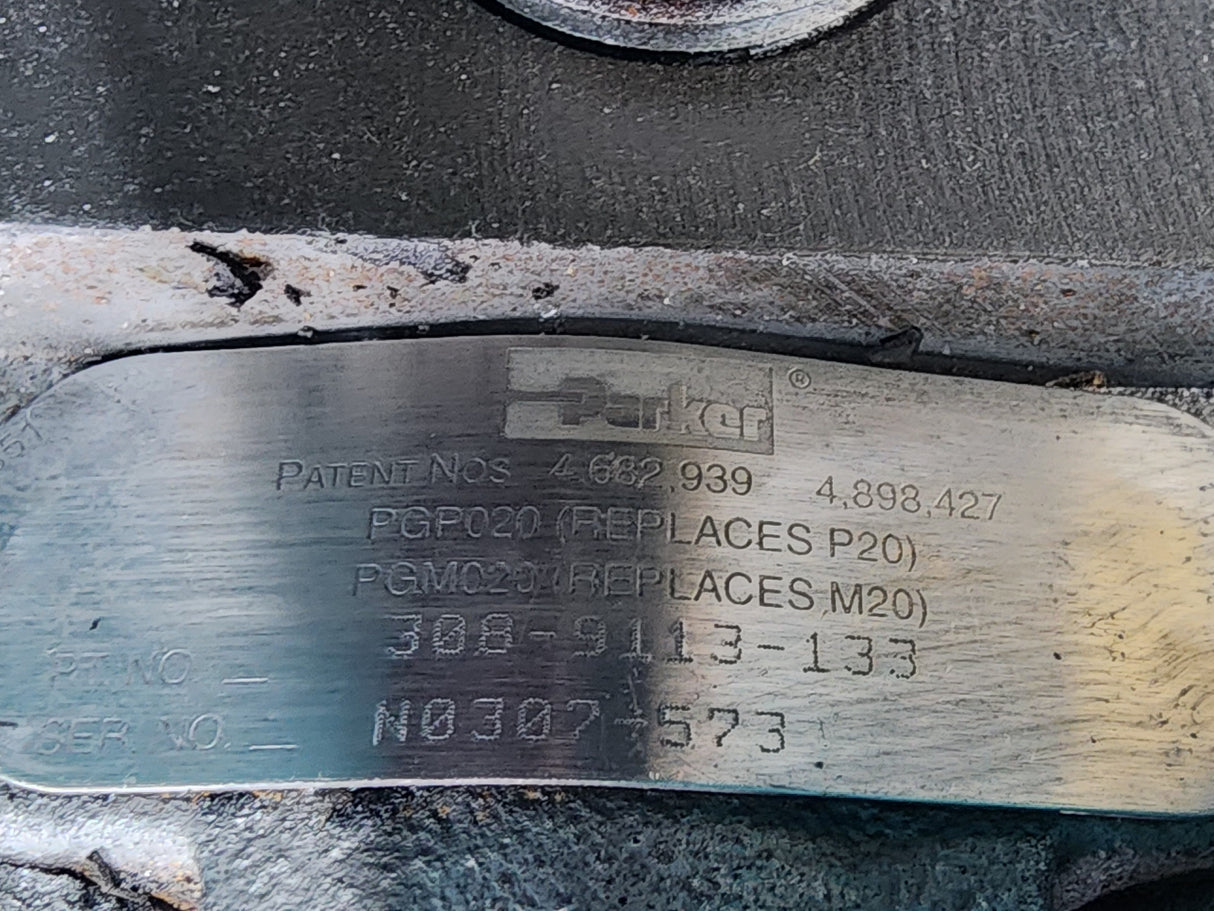 Parker®
PATENT NOS 4,682,939 4,898,427
PGP020 (REPLACES P20)
PGM020 (REPLACES M20)
PT. NO. 308-9113-133
SER. NO. N0307-573